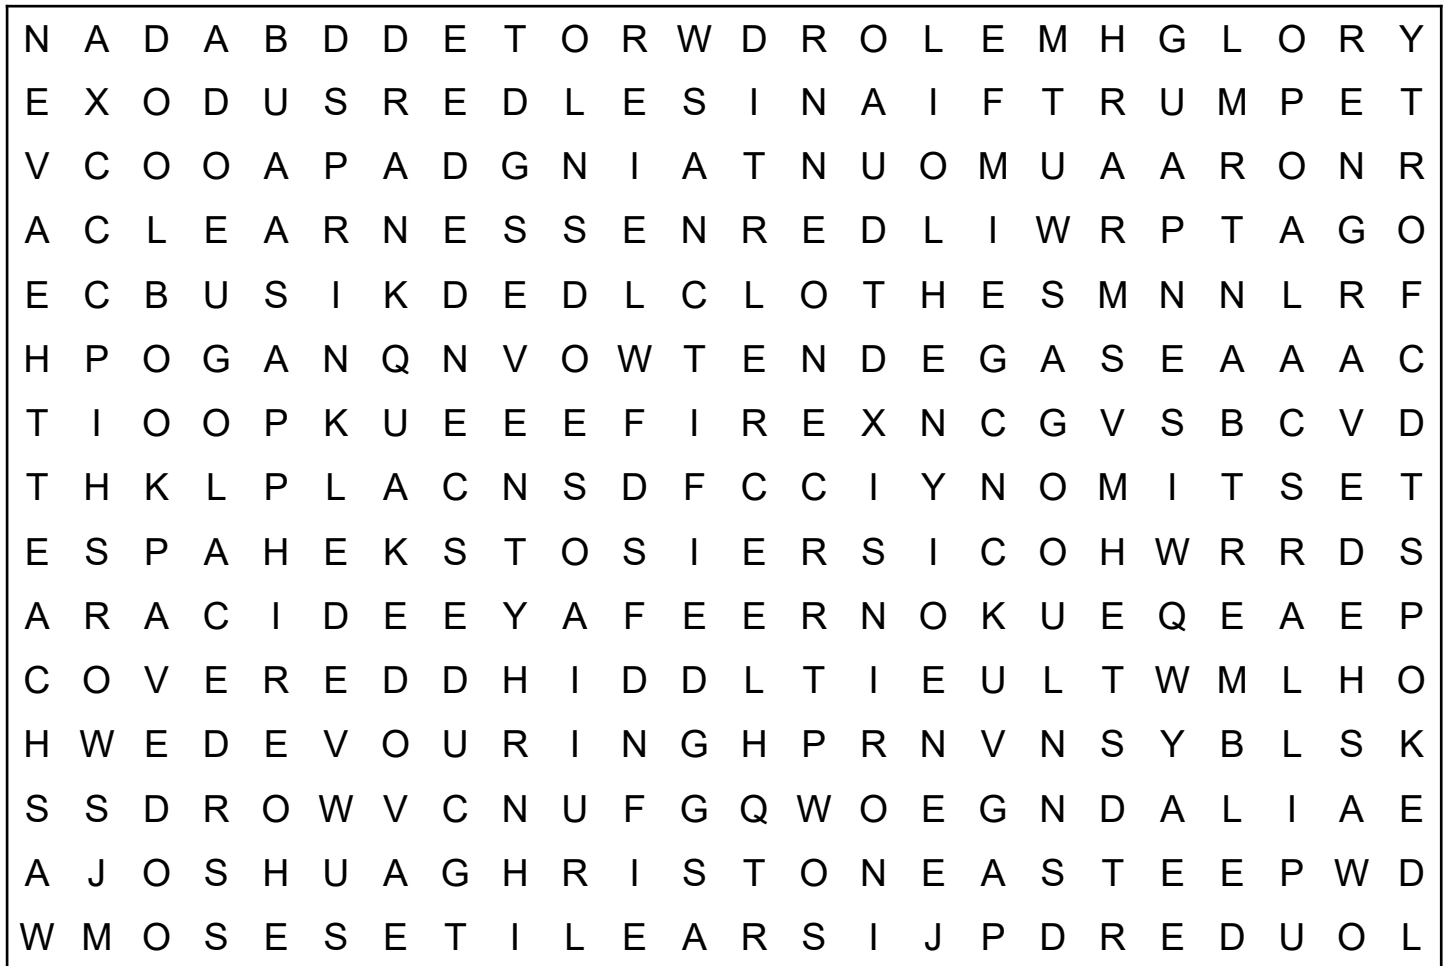 N A D A B D D E T O R W D R O L E M H G L O R Y
E X O D U S R E D L E S I N A I F T R U M P E T
V C O O A P A D G N I A T N U O M U A A R O N R
A C L E A R N E S S E N R E D L I W R P T A G O
E C B U S I K D E D L C L O T H E S M N N L R F
H P O G A N Q N V O W T E N D E G A S E A A A C
T I O O P K U E E E F I R E X N C G V S B C V D
T H K L P L A C N S D F C C I Y N O M I T S E T
E S P A H E K S T O S I E R S I C O H W R R D S
A R A C I D E E Y A F E E R N O K U E Q E A E P
C O V E R E D D H I D D L T I E U L T W M L H O
H W E D E V O U R I N G H P R N V N S Y B L S K
S S D R O W V C N U F G Q W O E G N D A L I A E
A J O S H U A G H R I S T O N E A S T E E P W D
W M O S E S E T I L E A R S I J P D R E D U O L